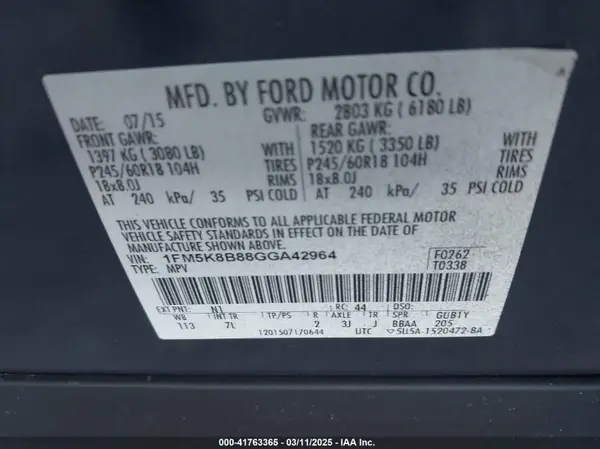 MFD. BY FORD MOTOR CO.
DATE: 07/15 GVWR: 2803 KG ( 6180 LB)
FRONT GAWR: REAR GAWR:
1397 KG ( 3080 LB) WITH 1520 KG ( 3350 LB) WITH
P245/60R18 104H TIRES P245/60R18 104H TIRES
18x8.0J RIMS 18x8.0J RIMS
AT 240 kPa/ 35 PSI COLD AT 240 kPa/ 35 PSI COLD
THIS VEHICLE CONFORMS TO ALL APPLICABLE FEDERAL MOTOR
VEHICLE SAFETY STANDARDS IN EFFECT ON THE DATE OF
MANUFACTURE SHOWN ABOVE.
VIN: 1FM5K8B88GGA42964 F0262
TYPE: MPV T0338
EXT PNT: N1 RC: 44 DSO:
WB INT TR TP/PS R AXLE TR SPR GUB1Y
113 7L 2 3J J BBAA 205
1201507170644 UTC SU5A-1520472-BA
00-41763365 - 03/11/2025 - IAA Inc.